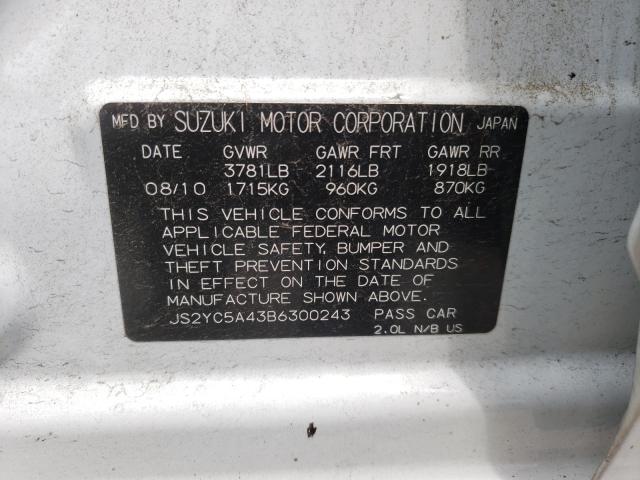 MFD BY SUZUKI MOTOR CORPORATION JAPAN
DATE GVWR GAWR FRT GAWR RR
3781LB 2116LB 1918LB
08/10 1715KG 960KG 870KG
THIS VEHICLE CONFORMS TO ALL
APPLICABLE FEDERAL MOTOR
VEHICLE SAFETY, BUMPER AND
THEFT PREVENTION STANDARDS
IN EFFECT ON THE DATE OF
MANUFACTURE SHOWN ABOVE.
JS2YC5A43B6300243 PASS CAR
2.0L N/B US